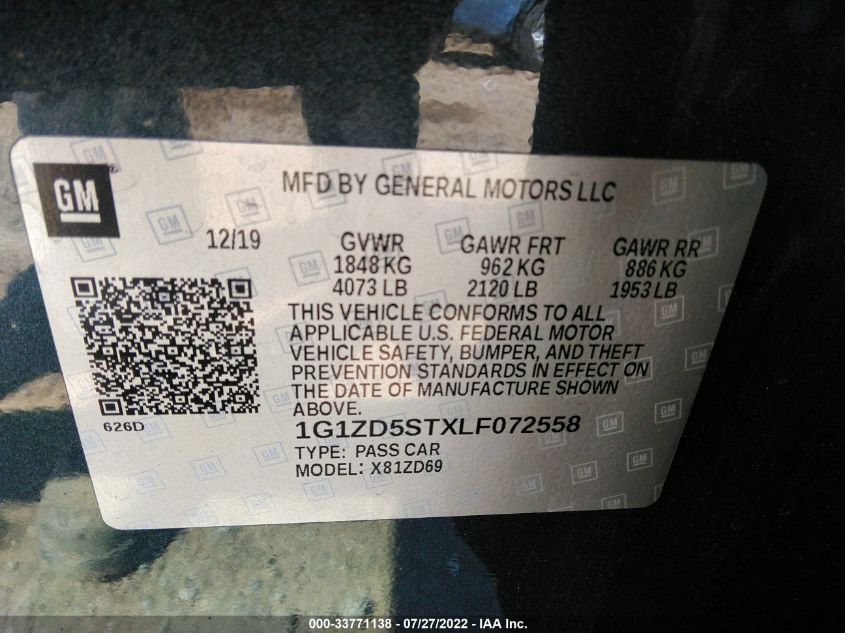 GM
MFD BY GENERAL MOTORS LLC
12/19
GVWR
1848 KG
4073 LB
GAWR FRT
962 KG
2120 LB
GAWR RR
886 KG
1953 LB
THIS VEHICLE CONFORMS TO ALL
APPLICABLE U.S. FEDERAL MOTOR
VEHICLE SAFETY, BUMPER, AND THEFT
PREVENTION STANDARDS IN EFFECT ON
THE DATE OF MANUFACTURE SHOWN
ABOVE.
626D
1G1ZD5STXLF072558
TYPE: PASS CAR
MODEL: X81ZD69
000-33771138 - 07/27/2022 - IAA Inc.